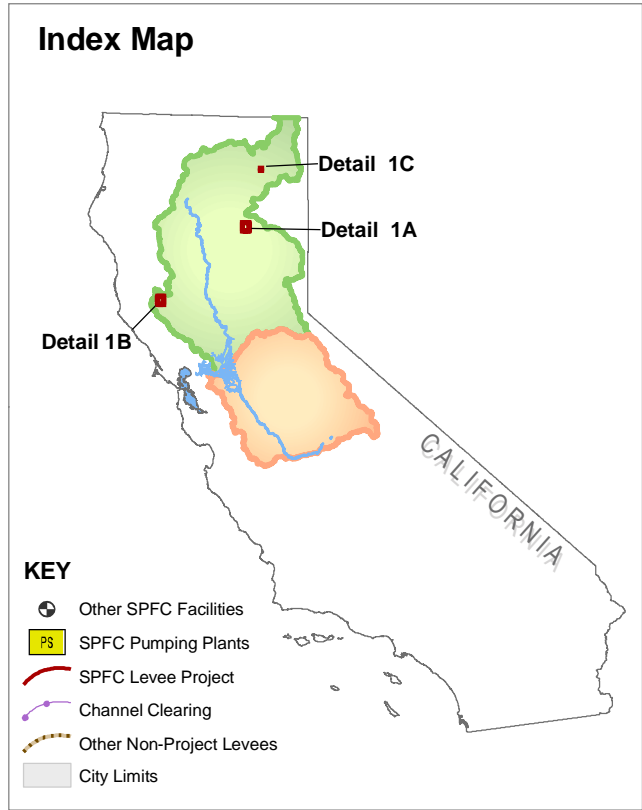 Index Map
Detail 1C
Detail 1A
Detail 1B
CALIFORNIA
KEY
Other SPFC Facilities
PS SPFC Pumping Plants
SPFC Levee Project
Channel Clearing
Other Non-Project Levees
City Limits